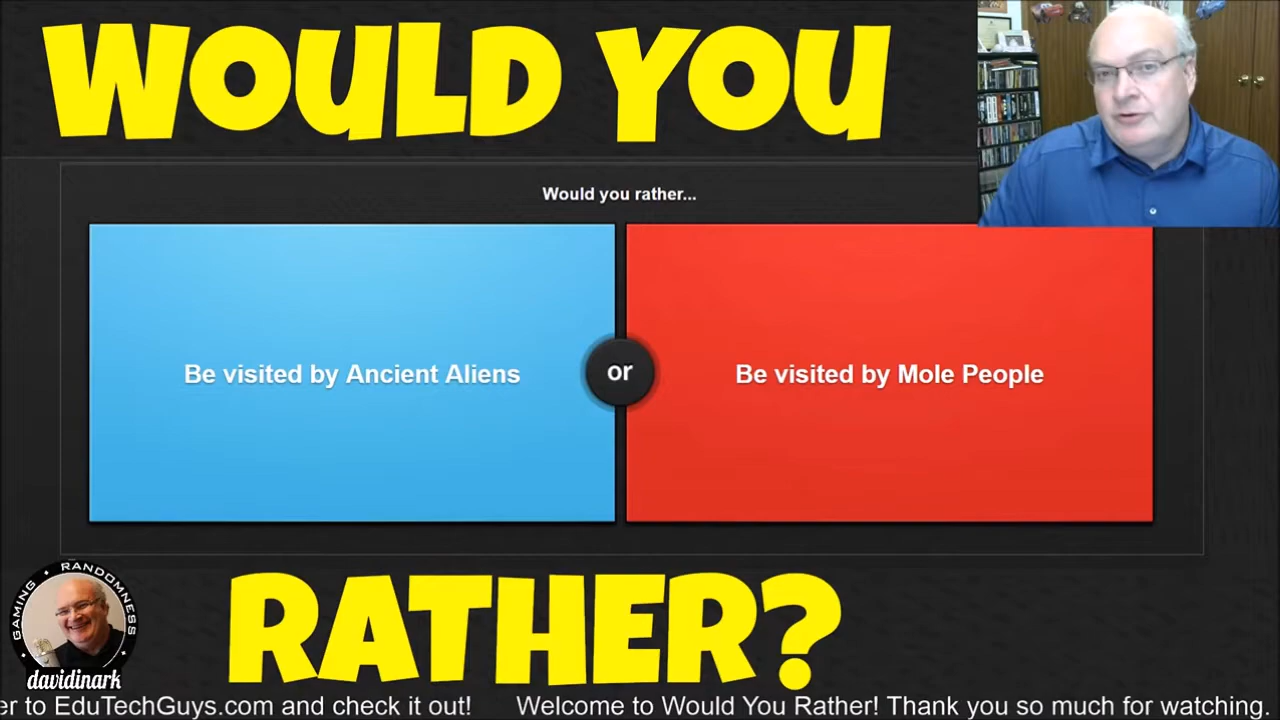 WOULD YOU
Would you rather...
Be visited by Ancient Aliens
or
Be visited by Mole People
RATHER?
GAMING • RANDOMNESS
davidinark
er to EduTechGuys.com and check it out! Welcome to Would You Rather! Thank you so much for watching.